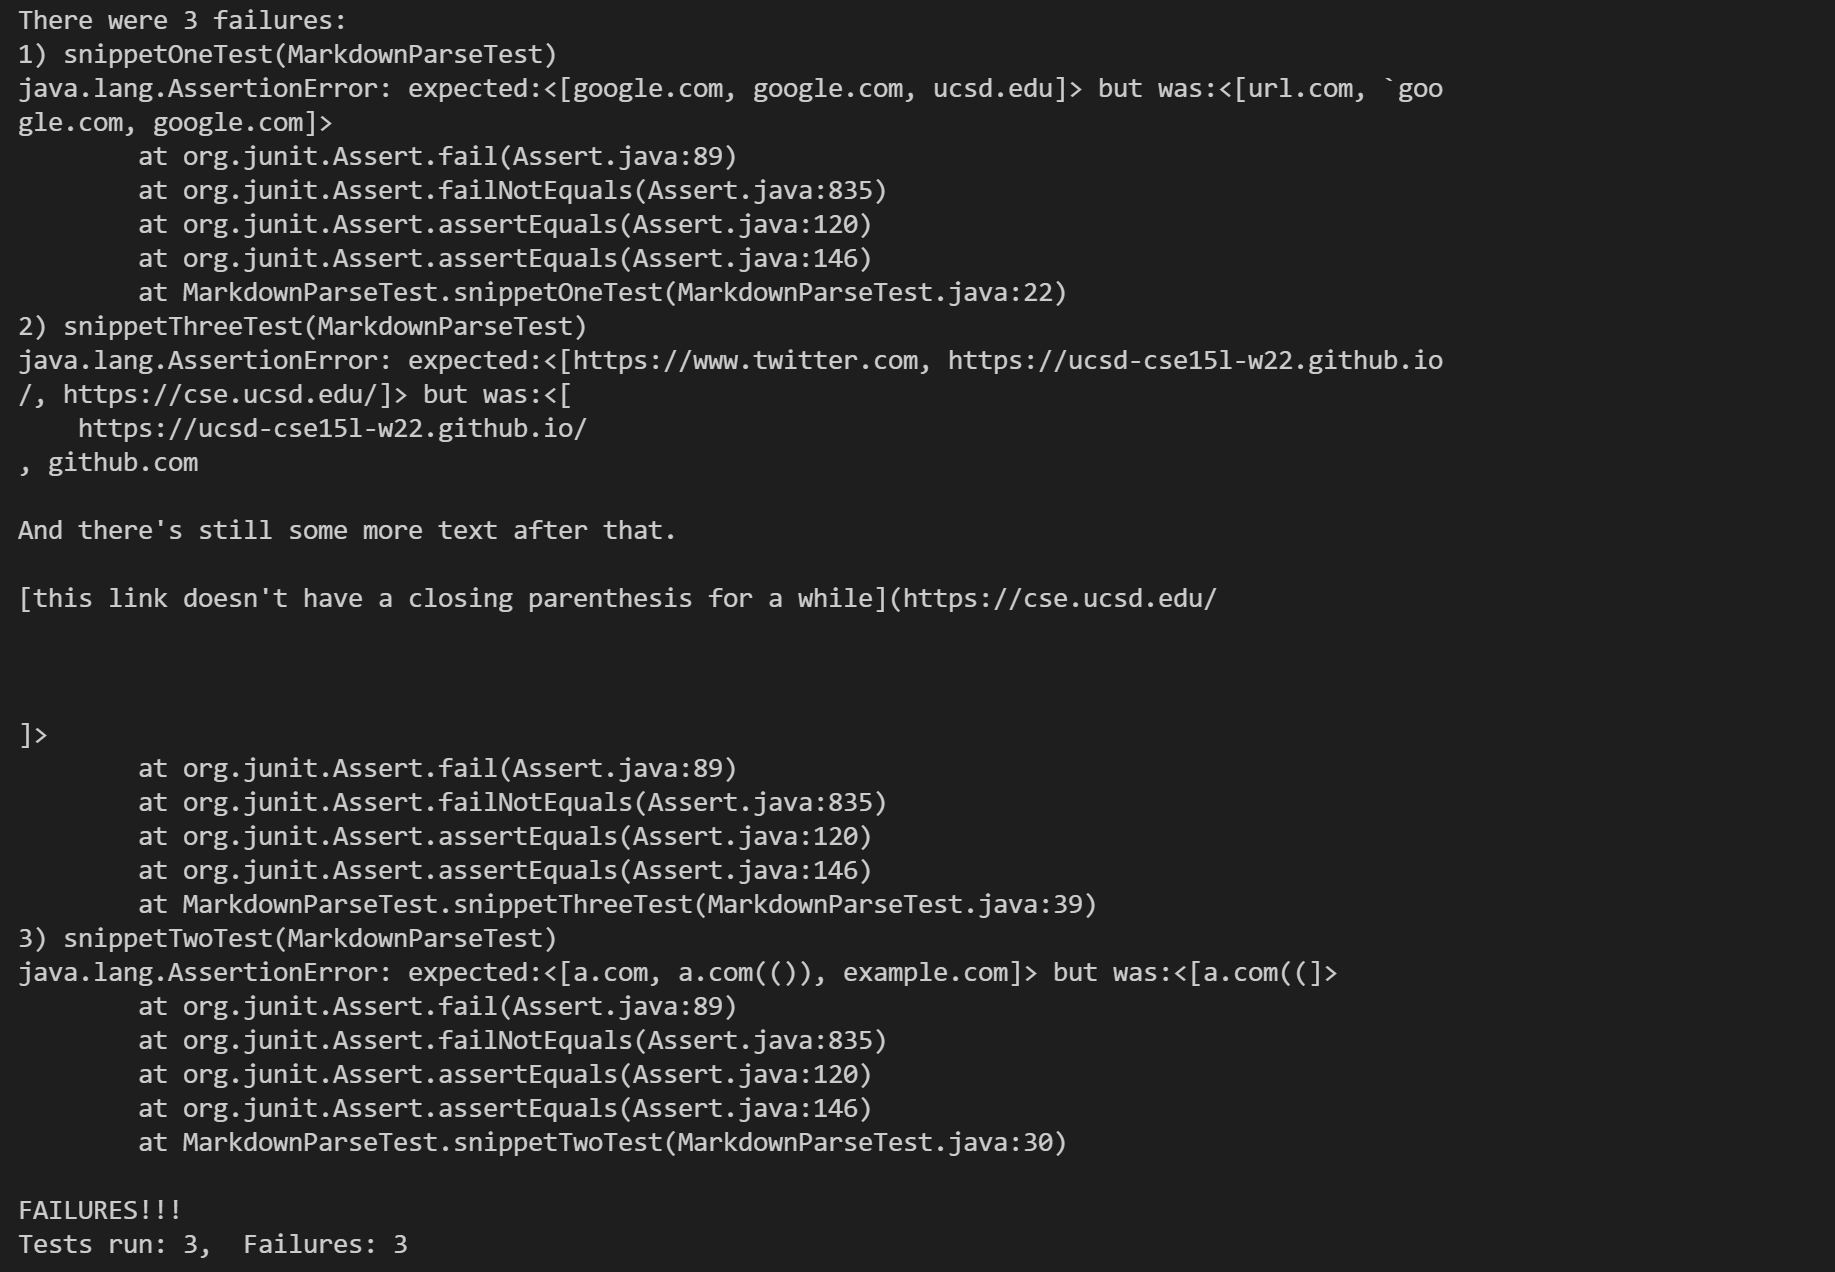 There were 3 failures:
1) snippetOneTest(MarkdownParseTest)
java.lang.AssertionError: expected:<[google.com, google.com, ucsd.edu]> but was:<[url.com, `goo
gle.com, google.com]>
        at org.junit.Assert.fail(Assert.java:89)
        at org.junit.Assert.failNotEquals(Assert.java:835)
        at org.junit.Assert.assertEquals(Assert.java:120)
        at org.junit.Assert.assertEquals(Assert.java:146)
        at MarkdownParseTest.snippetOneTest(MarkdownParseTest.java:22)
2) snippetThreeTest(MarkdownParseTest)
java.lang.AssertionError: expected:<[https://www.twitter.com, https://ucsd-cse15l-w22.github.io
/, https://cse.ucsd.edu/]> but was:<[
    https://ucsd-cse15l-w22.github.io/
, github.com

And there's still some more text after that.

[this link doesn't have a closing parenthesis for a while](https://cse.ucsd.edu/



]>
        at org.junit.Assert.fail(Assert.java:89)
        at org.junit.Assert.failNotEquals(Assert.java:835)
        at org.junit.Assert.assertEquals(Assert.java:120)
        at org.junit.Assert.assertEquals(Assert.java:146)
        at MarkdownParseTest.snippetThreeTest(MarkdownParseTest.java:39)
3) snippetTwoTest(MarkdownParseTest)
java.lang.AssertionError: expected:<[a.com, a.com(()), example.com]> but was:<[a.com((]>
        at org.junit.Assert.fail(Assert.java:89)
        at org.junit.Assert.failNotEquals(Assert.java:835)
        at org.junit.Assert.assertEquals(Assert.java:120)
        at org.junit.Assert.assertEquals(Assert.java:146)
        at MarkdownParseTest.snippetTwoTest(MarkdownParseTest.java:30)

FAILURES!!!
Tests run: 3,  Failures: 3